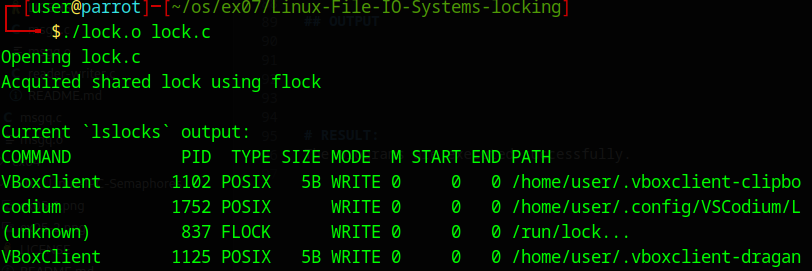 [user@parrot]─[~/os/ex07/Linux-File-IO-Systems-locking]
$./lock.o lock.c
Opening lock.c
Acquired shared lock using flock
Current `lslocks` output:
COMMAND PID TYPE SIZE MODE M START END PATH
VBoxClient 1102 POSIX 5B WRITE 0 0 0 /home/user/.vboxclient-clipbo
codium 1752 POSIX WRITE 0 0 0 /home/user/.config/VSCodium/L
(unknown) 837 FLOCK WRITE 0 0 0 /run/lock...
VBoxClient 1125 POSIX 5B WRITE 0 0 0 /home/user/.vboxclient-dragan